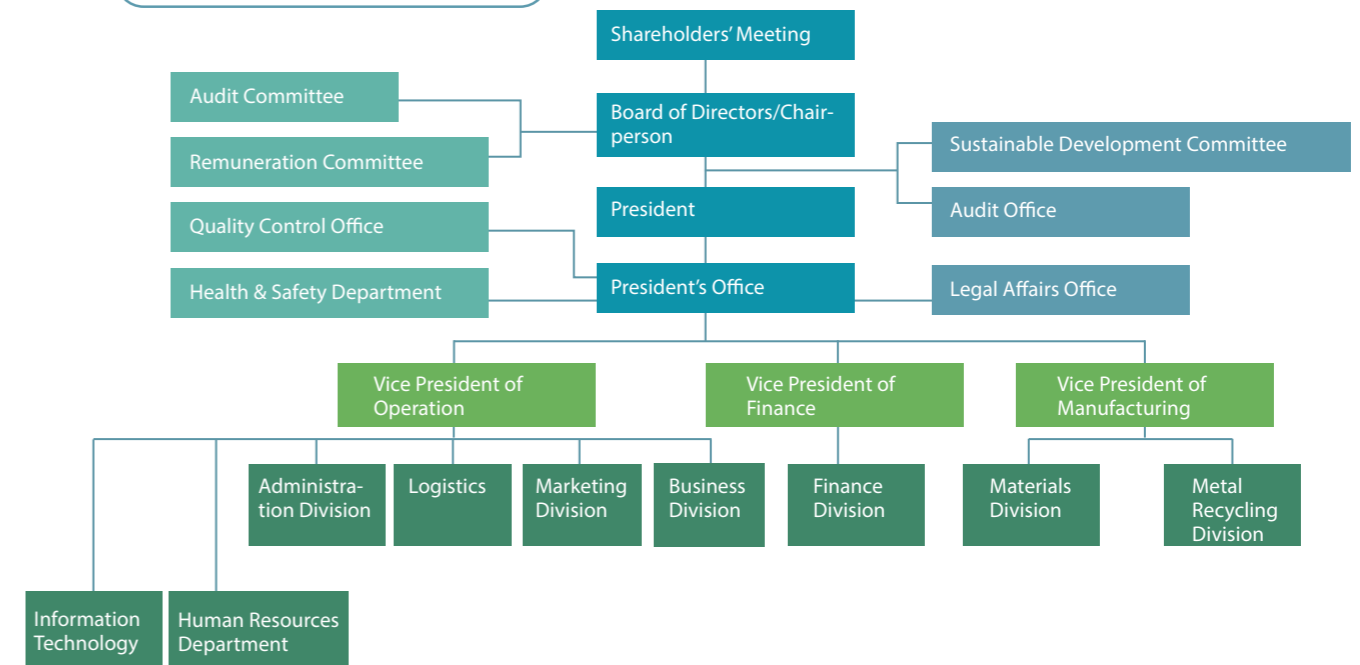 Shareholders' Meeting
Audit Committee
Board of Directors/Chair-
person
Sustainable Development Committee
Remuneration Committee
President
Audit Office
Quality Control Office
President's Office
Health & Safety Department
Legal Affairs Office
Vice President of
Operation
Vice President of
Finance
Vice President of
Manufacturing
Administra-
tion Division
Logistics
Marketing
Division
Business
Division
Finance
Division
Materials
Division
Metal
Recycling
Division
Information
Technology
Human Resources
Department